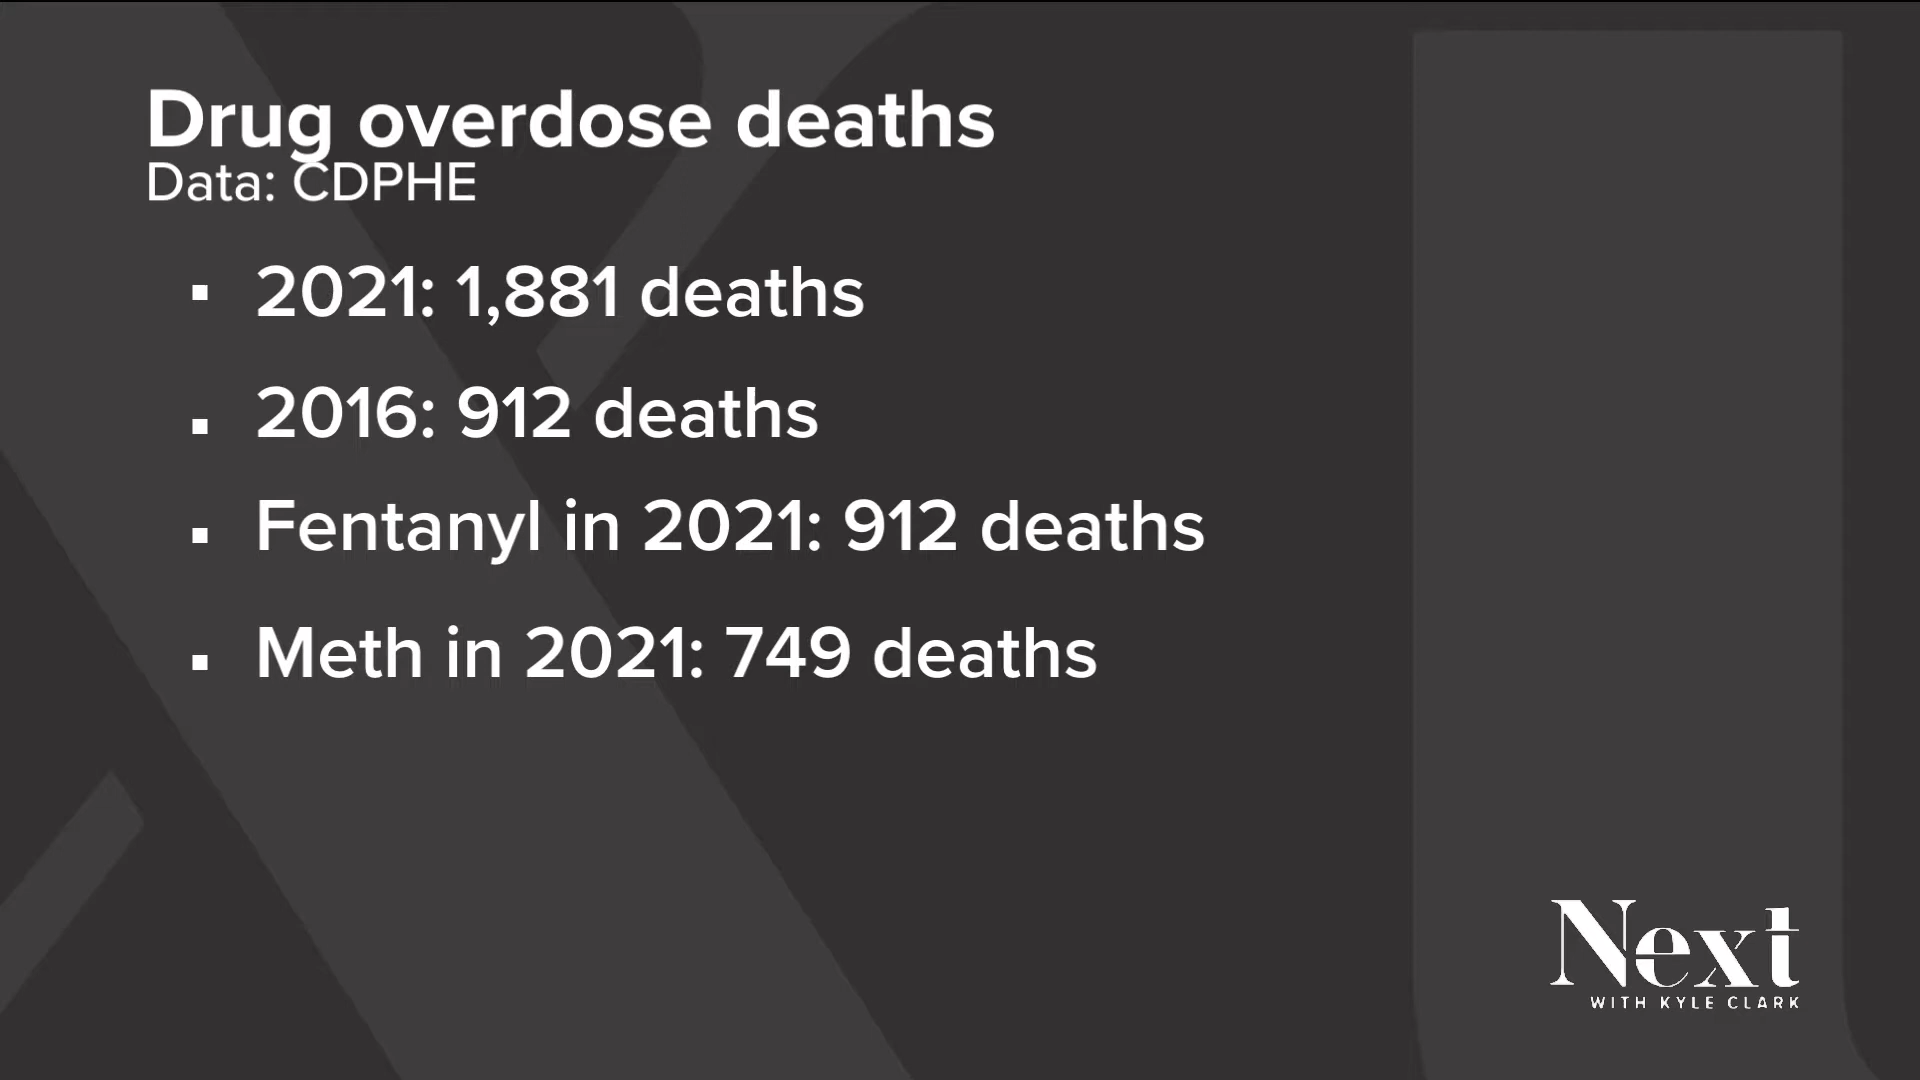 Drug overdose deaths
Data: CDPHE
▪ 2021: 1,881 deaths
▪ 2016: 912 deaths
▪ Fentanyl in 2021: 912 deaths
▪ Meth in 2021: 749 deaths
Next
WITH KYLE CLARK